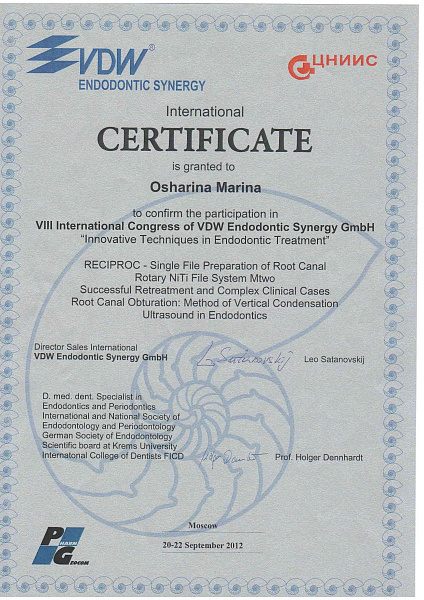 VDW®
ЦНИИС
ENDODONTIC SYNERGY
International
CERTIFICATE
is granted to
Osharina Marina
to confirm the participation in
VIII International Congress of VDW Endodontic Synergy GmbH
"Innovative Techniques in Endodontic Treatment"
RECIPROC - Single File Preparation of Root Canal
Rotary NiTi File System Mtwo
Successful Retreatment and Complex Clinical Cases
Root Canal Obturation: Method of Vertical Condensation
Ultrasound in Endodontics
Director Sales International
VDW Endodontic Synergy GmbH
Leo Satanovskij
D. med. dent. Specialist in
Endodontics and Periodontics
International and National Society of
Endodontology and Periodontology
German Society of Endodontology
Scientific board at Krems University
Internatonal College of Dentists FICD
Prof. Holger Dennhardt
Moscow
20-22 September 2012
PHARM
GEOCOM